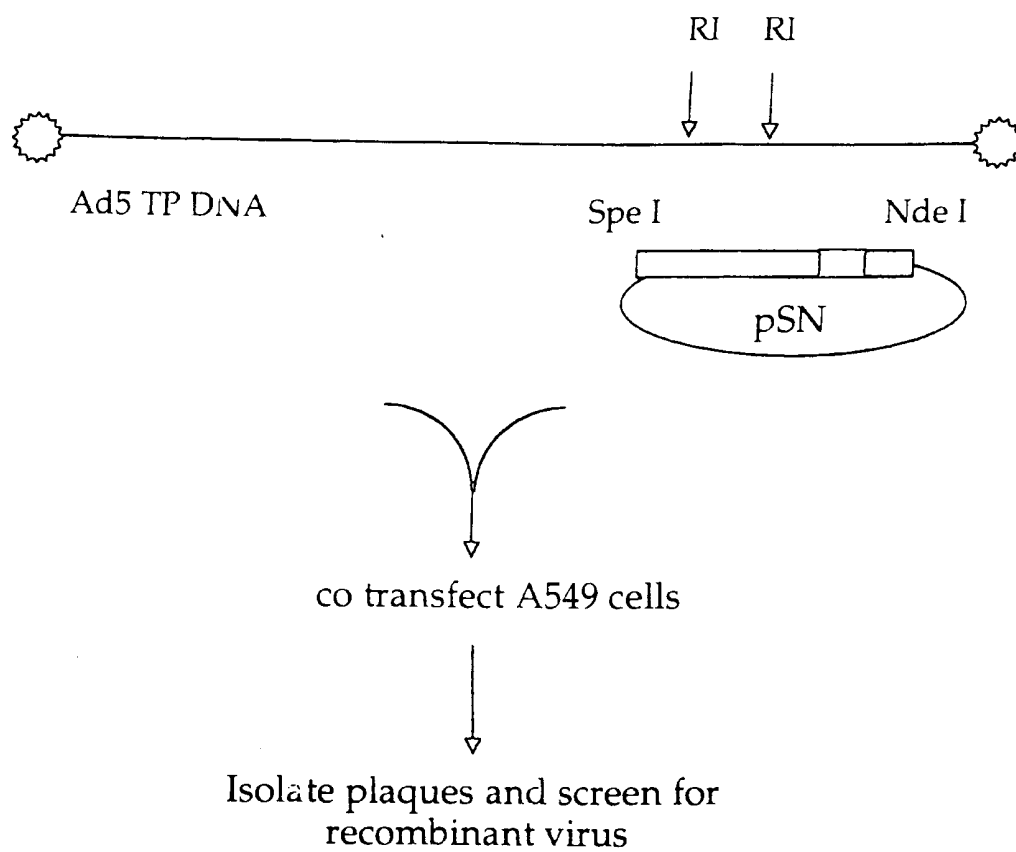 RI RI
Ad5 TP DNA
Spe I Nde I
pSN
co transfect A549 cells
Isolate plaques and screen for
recombinant virus